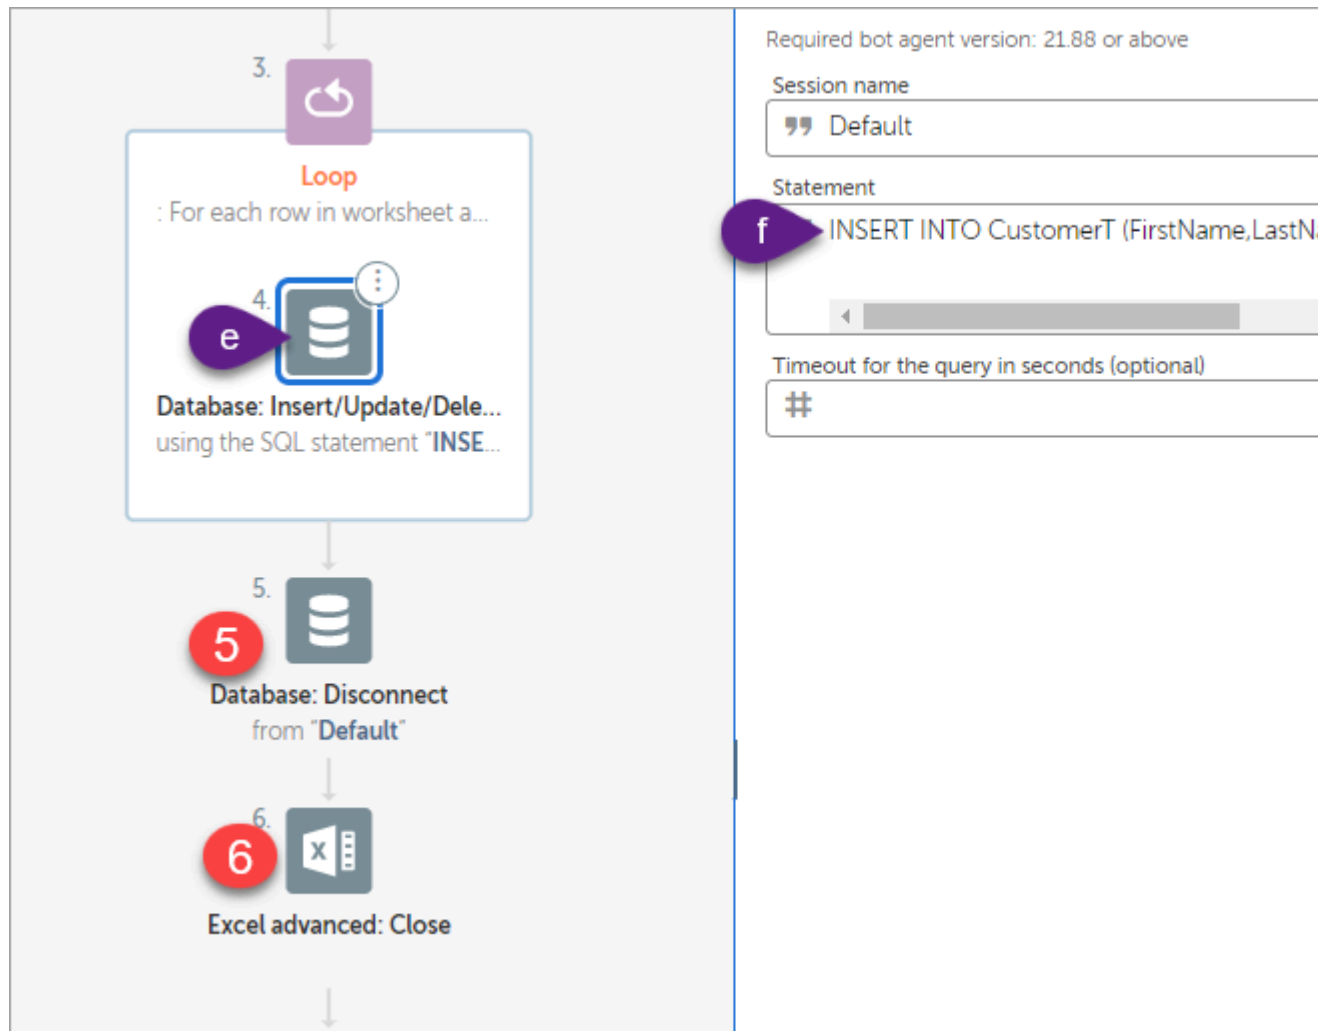 3.
Loop
: For each row in worksheet a...
4.
e
Database: Insert/Update/Dele...
using the SQL statement "INSE...
5.
5
Database: Disconnect
from "Default"
6.
6
Excel advanced: Close
Required bot agent version: 21.88 or above
Session name
Default
Statement
f
INSERT INTO CustomerT (FirstName,LastNa
Timeout for the query in seconds (optional)
#